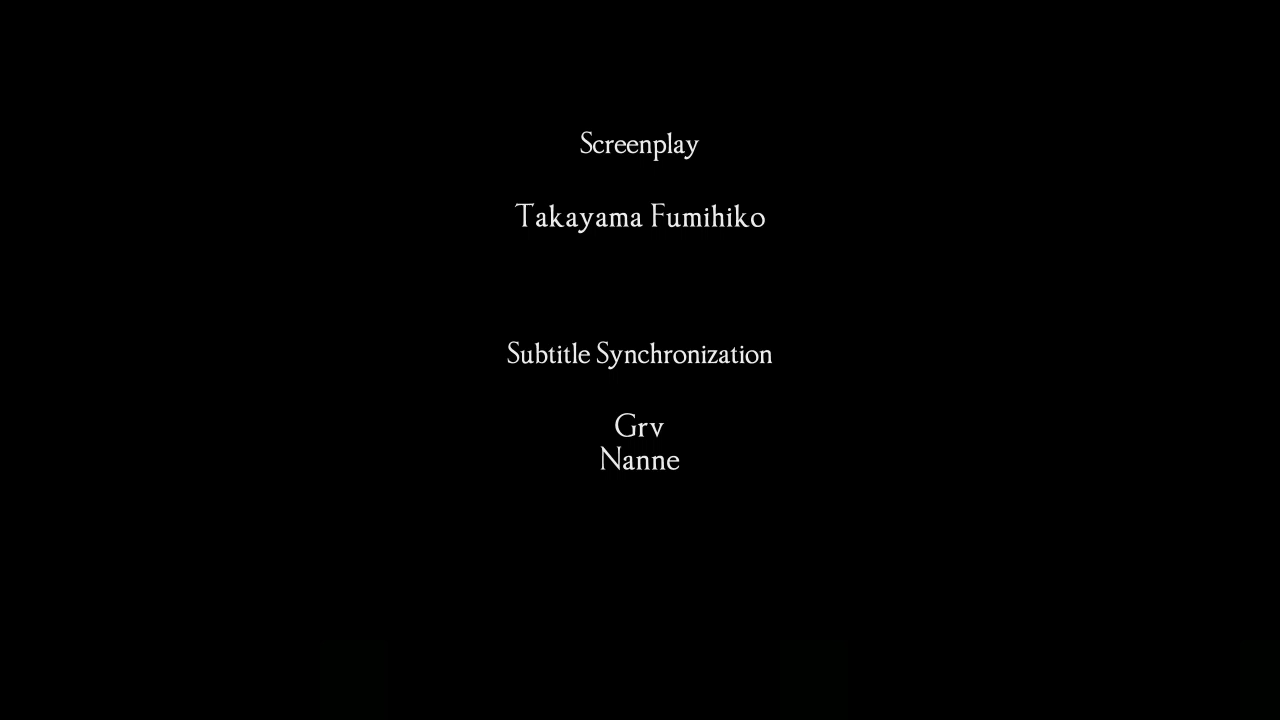 Screenplay
Takayama Fumihiko
Subtitle Synchronization
Grv
Nanne